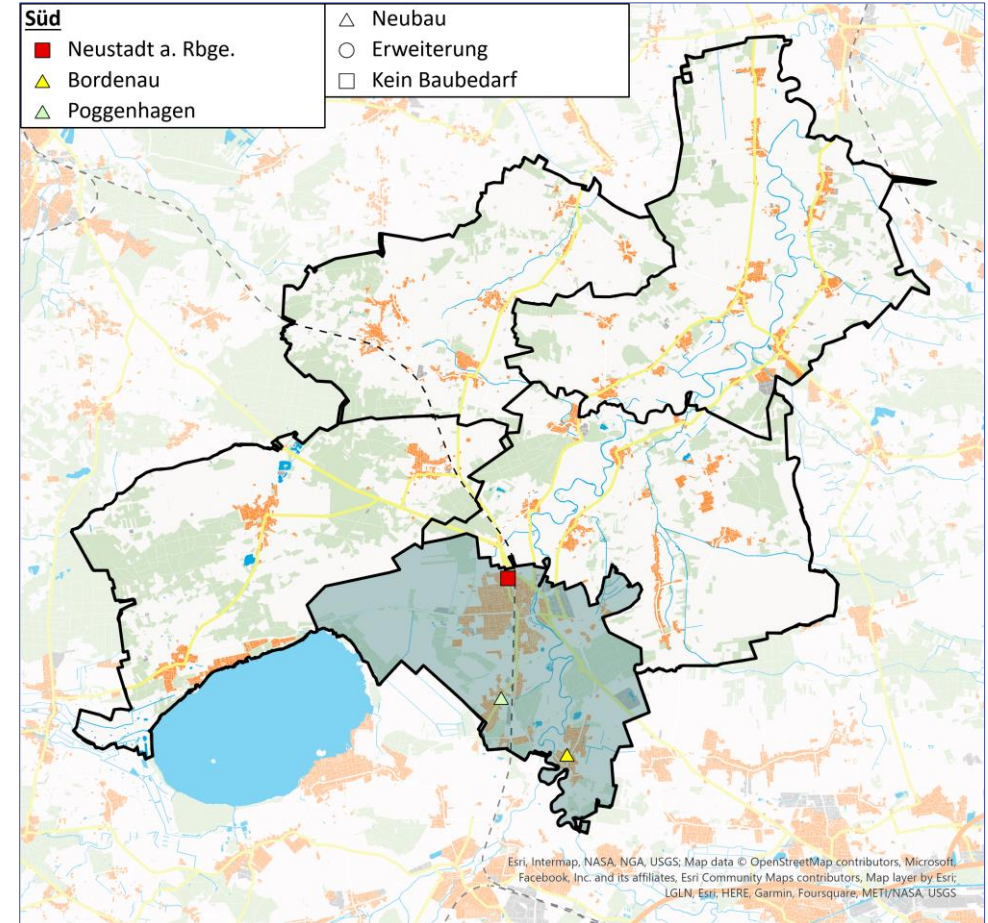 Süd
Neustadt a. Rbge.
Bordenau
Poggenhagen
Neubau
Erweiterung
Kein Baubedarf
Esri, Intermap, NASA, NGA, USGS; Map data © OpenStreetMap contributors, Microsoft,
Facebook, Inc. and its affiliates, Esri Community Maps contributors, Map layer by Esri;
LGLN, Esri, HERE, Garmin, Foursquare, METI/NASA, USGS